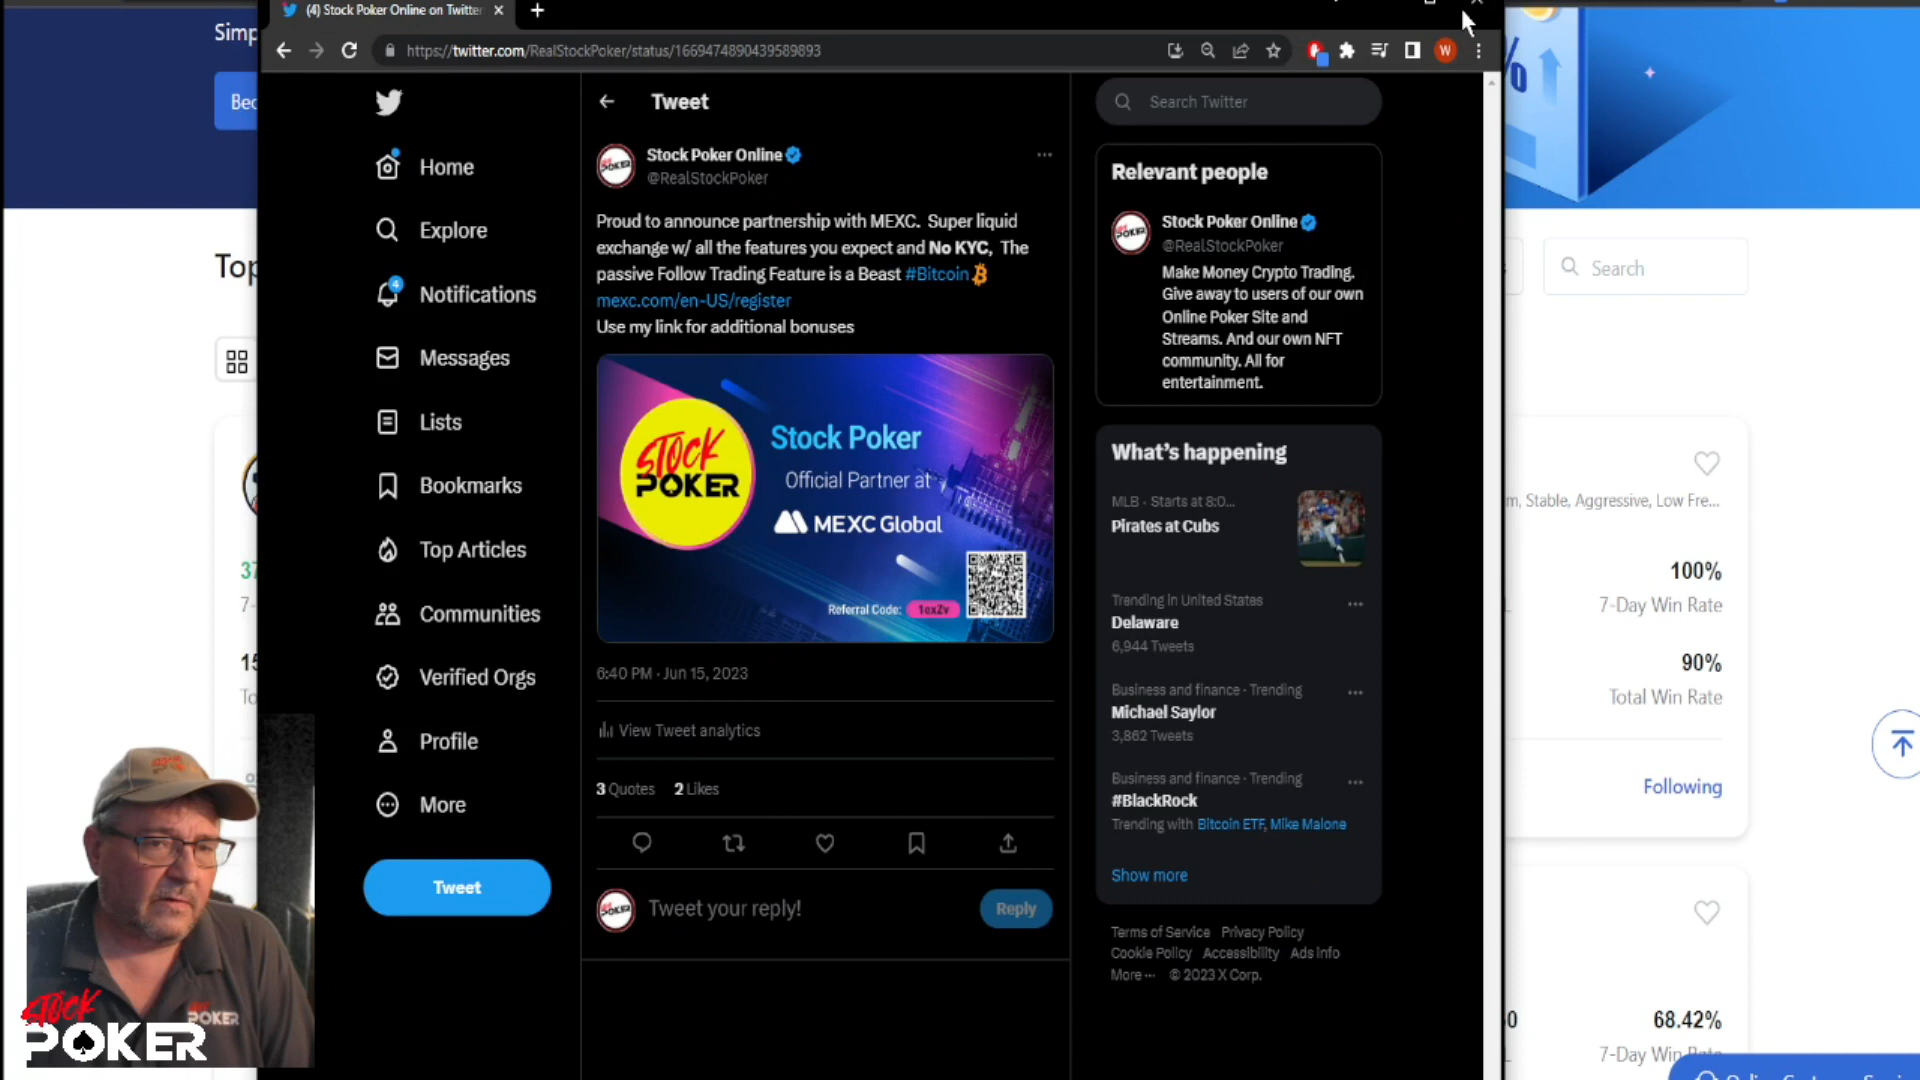 (4) Stock Poker Online on Twitter
https://twitter.com/RealStockPoker/status/1669474890439589893
W
Home
Explore
4
Notifications
Messages
Lists
Bookmarks
Top Articles
Communities
Verified Orgs
Profile
More
Tweet
Tweet
Stock Poker Online
@RealStockPoker
Proud to announce partnership with MEXC. Super liquid
exchange w/ all the features you expect and No KYC, The
passive Follow Trading Feature is a Beast #Bitcoin
mexc.com/en-US/register
Use my link for additional bonuses
STOCK
POKER
Stock Poker
Official Partner at
MEXC Global
Referral Code: 1exZv
6:40 PM · Jun 15, 2023
View Tweet analytics
3 Quotes 2 Likes
Tweet your reply!
Reply
Search Twitter
Relevant people
Stock Poker Online
@RealStockPoker
Make Money Crypto Trading.
Give away to users of our own
Online Poker Site and
Streams. And our own NFT
community. All for
entertainment.
What's happening
MLB · Starts at 8:0...
Pirates at Cubs
Trending in United States
Delaware
6,944 Tweets
Business and finance · Trending
Michael Saylor
3,862 Tweets
Business and finance · Trending
#BlackRock
Trending with Bitcoin ETF, Mike Malone
Show more
Terms of Service Privacy Policy
Cookie Policy Accessibility Ads info
More ··· © 2023 X Corp.
Search
Stable, Aggressive, Low Fre...
100%
7-Day Win Rate
90%
Total Win Rate
Following
68.42%
7-Day Win Rate
STOCK
POKER